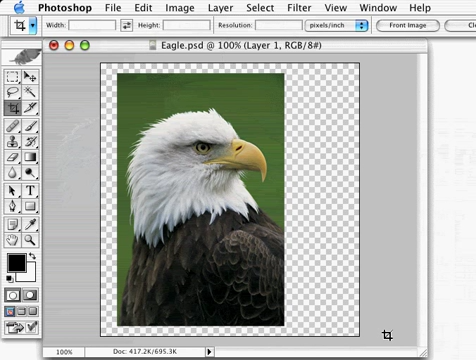 Photoshop File Edit Image Layer Select Filter View Window Help
Width: Height: Resolution: pixels/inch Front Image
Eagle.psd @ 100% (Layer 1, RGB/8#)
T
100% Doc: 417.2K/695.3K